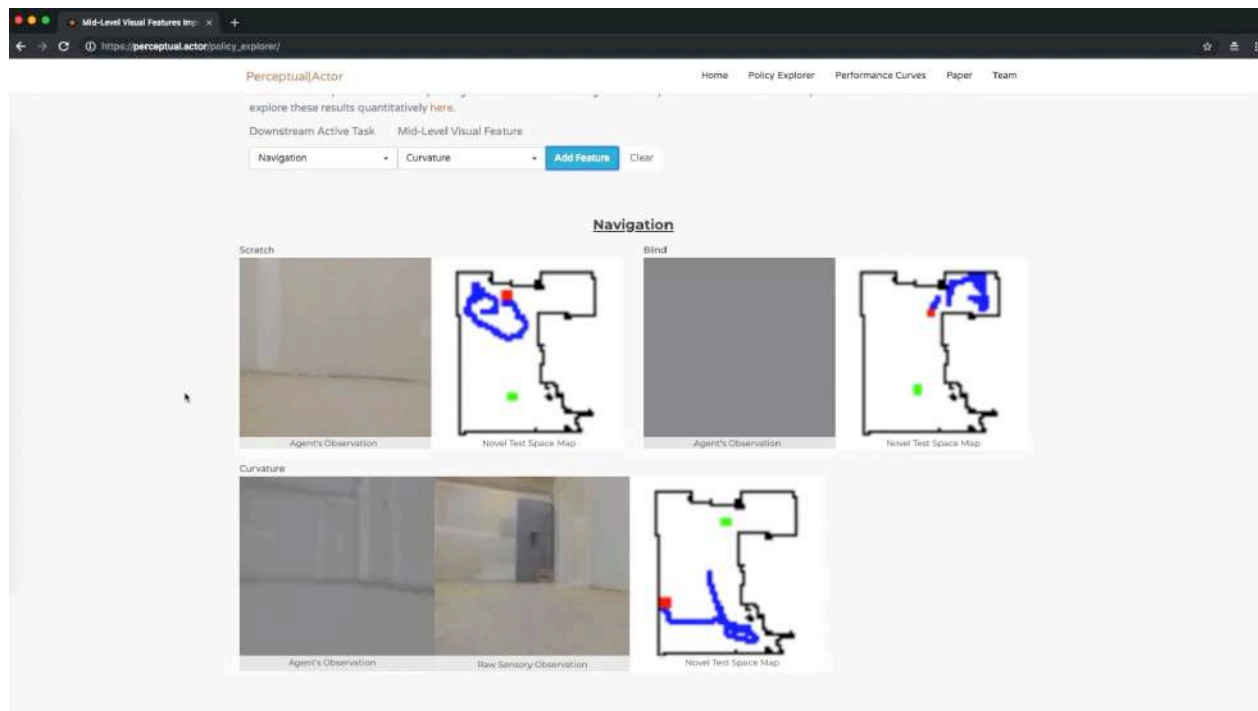 Mid-Level Visual Features Imp
https://perceptual.actor/policy_explorer/
Perceptual|Actor
Home Policy Explorer Performance Curves Paper Team
explore these results quantitatively here.
Downstream Active Task Mid-Level Visual Feature
Navigation Curvature Add Feature Clear
Navigation
Scratch Blind
Agent's Observation Novel Test Space Map Agent's Observation Novel Test Space Map
Curvature
Agent's Observation Raw Sensory Observation Novel Test Space Map